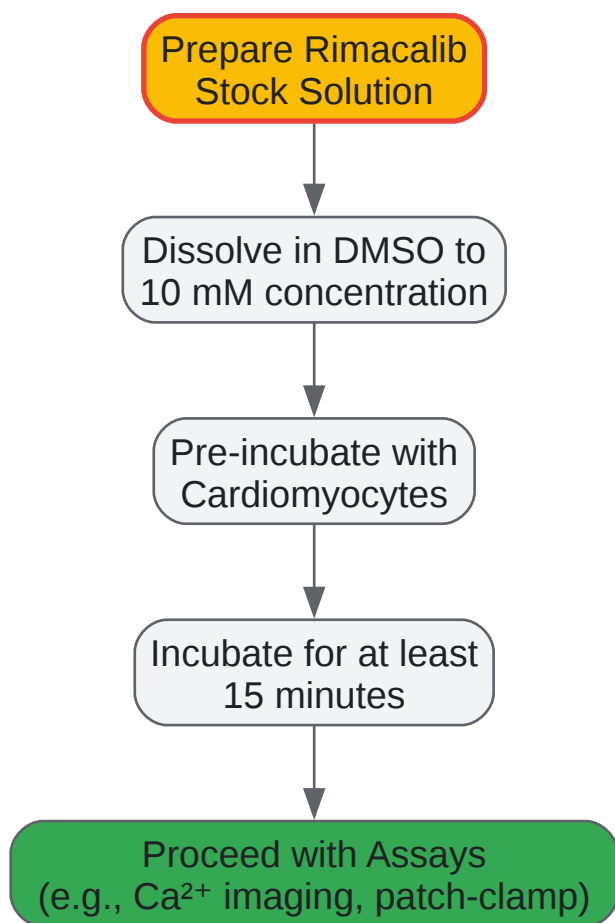 Prepare Rimacalib
Stock Solution
Dissolve in DMSO to
10 mM concentration
Pre-incubate with
Cardiomyocytes
Incubate for at least
15 minutes
Proceed with Assays
(e.g., Ca²⁺ imaging, patch-clamp)